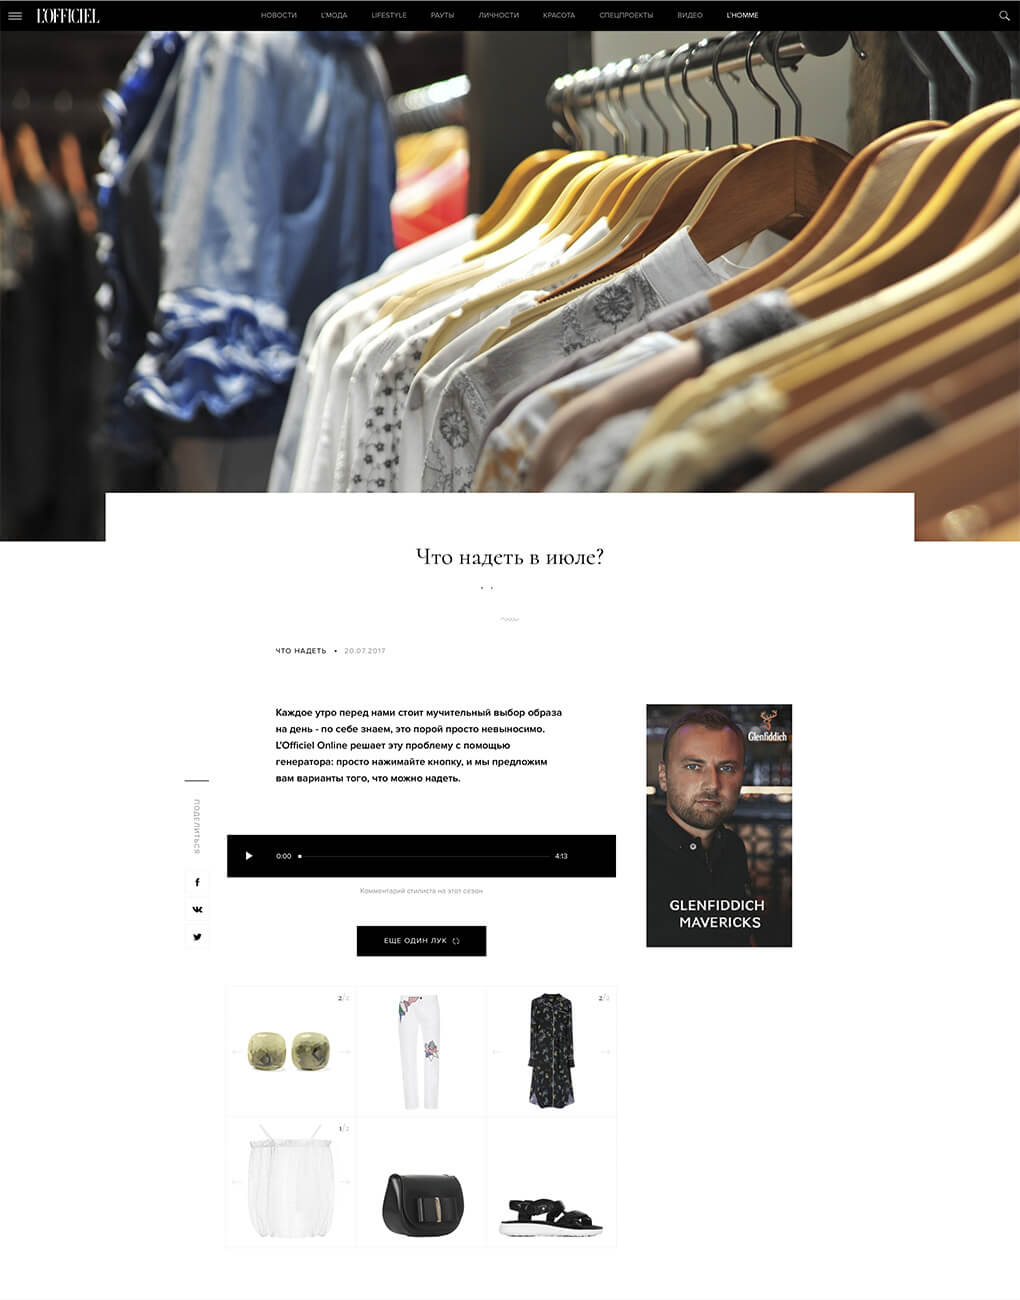 L'OFFICIEL
НОВОСТИ
L'МОДА
LIFESTYLE
РАУТЫ
ЛИЧНОСТИ
КРАСОТА
СПЕЦПРОЕКТЫ
ВИДЕО
L'HOMME
Что надеть в июле?
ЧТО НАДЕТЬ • 20.07.2017
Каждое утро перед нами стоит мучительный выбор образа
на день - по себе знаем, это порой просто невыносимо.
L'Officiel Online решает эту проблему с помощью
генератора: просто нажимайте кнопку, и мы предложим
вам варианты того, что можно надеть.
Glenfiddich
GLENFIDDICH
MAVERICKS
ПОДЕЛИТЬСЯ
0:00
4:13
Комментарий стилиста на этот сезон
ЕЩЕ ОДИН ЛУК
2/2
2/2
1/2